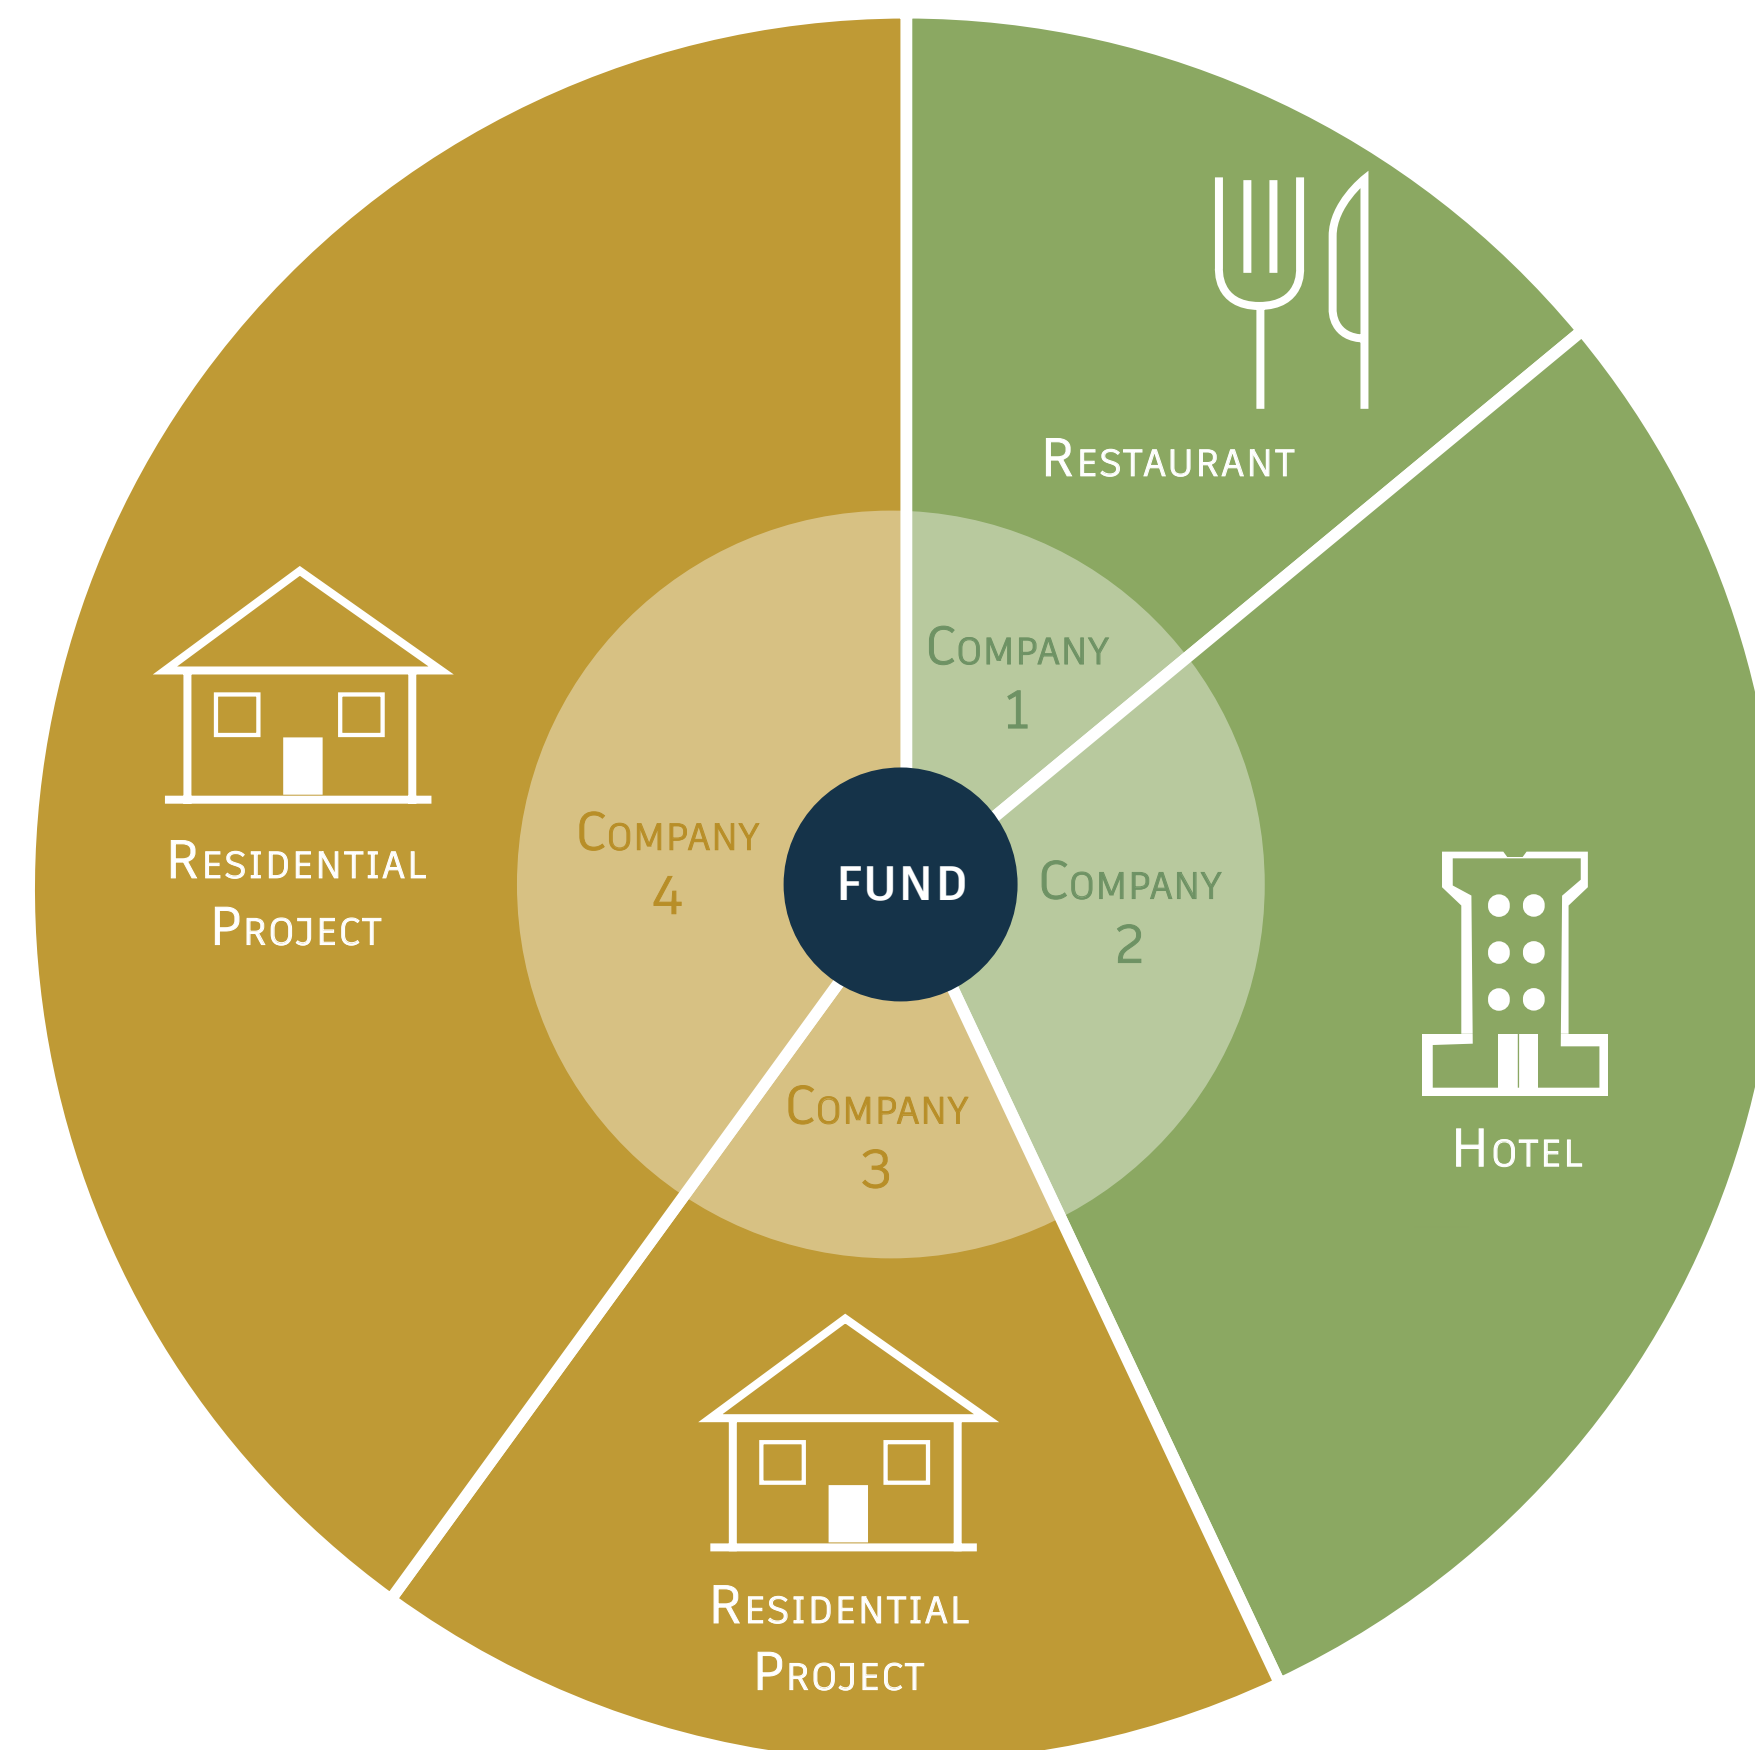 Restaurant
Company
1
Residential
Project
Company
4
FUND
Company
2
Hotel
Company
3
Residential
Project